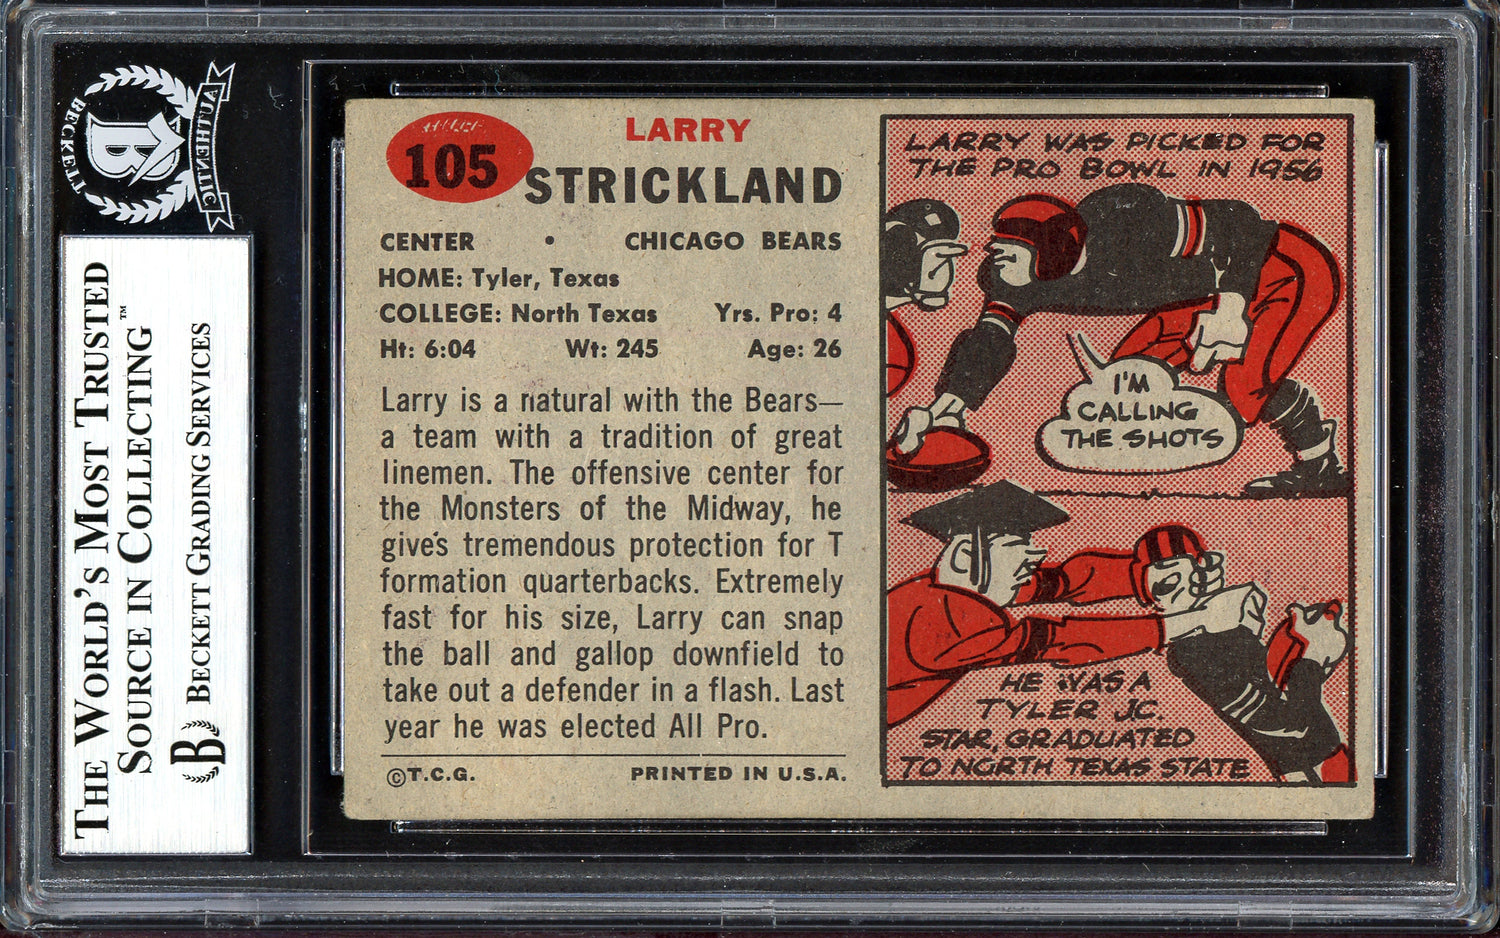 BECKETT
AUTHENTIC
B
THE WORLD'S MOST TRUSTED
SOURCE IN COLLECTING™
B BECKETT GRADING SERVICES
105
LARRY
STRICKLAND
CENTER • CHICAGO BEARS
HOME: Tyler, Texas
COLLEGE: North Texas Yrs. Pro: 4
Ht: 6:04 Wt: 245 Age: 26
Larry is a natural with the Bears—
a team with a tradition of great
linemen. The offensive center for
the Monsters of the Midway, he
gives tremendous protection for T
formation quarterbacks. Extremely
fast for his size, Larry can snap
the ball and gallop downfield to
take out a defender in a flash. Last
year he was elected All Pro.
©T.C.G. PRINTED IN U.S.A.
LARRY WAS PICKED FOR
THE PRO BOWL IN 1956
I'M
CALLING
THE SHOTS
HE WAS A
TYLER J.C.
STAR, GRADUATED
TO NORTH TEXAS STATE